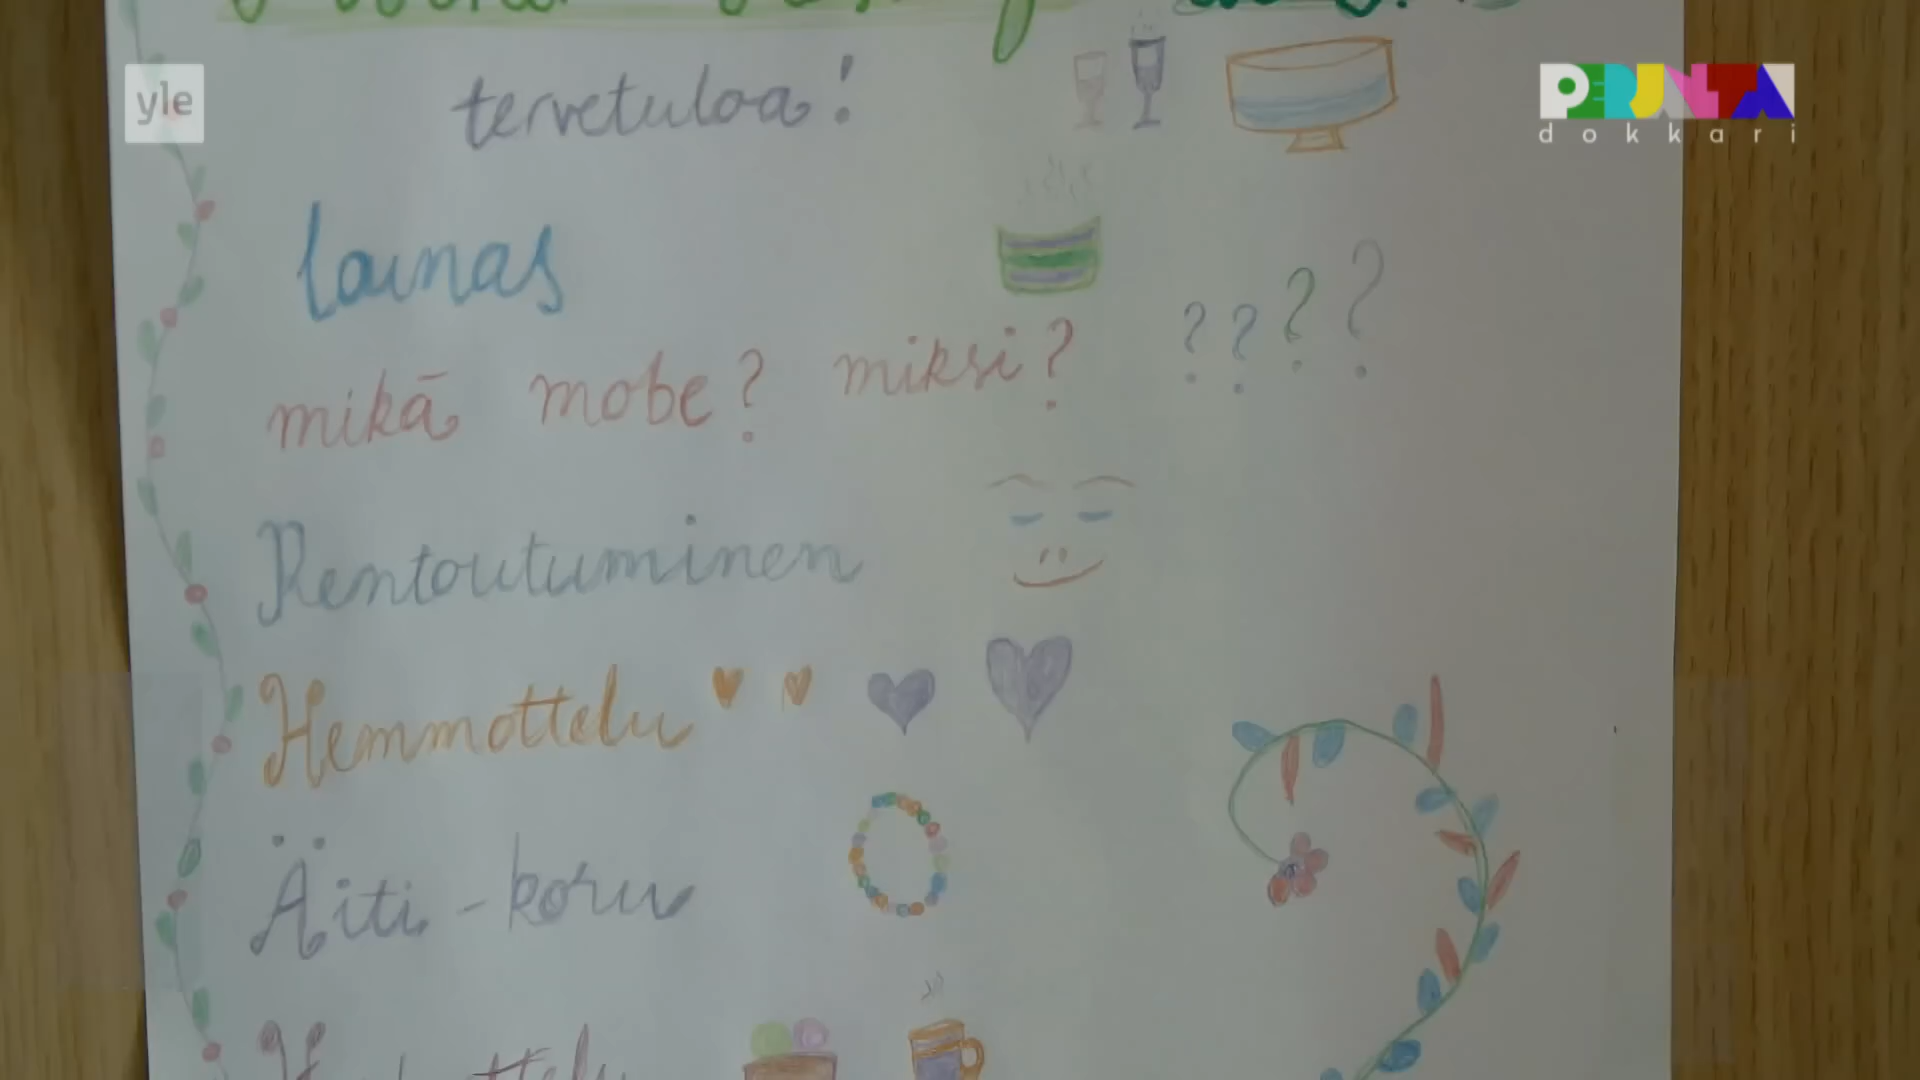 yle
PERJANTAI
dokkari
tervetuloa!
lounas
mikä mobe? miksi? ????
Rentoutuminen
Hemmottelu
Äiti-koru